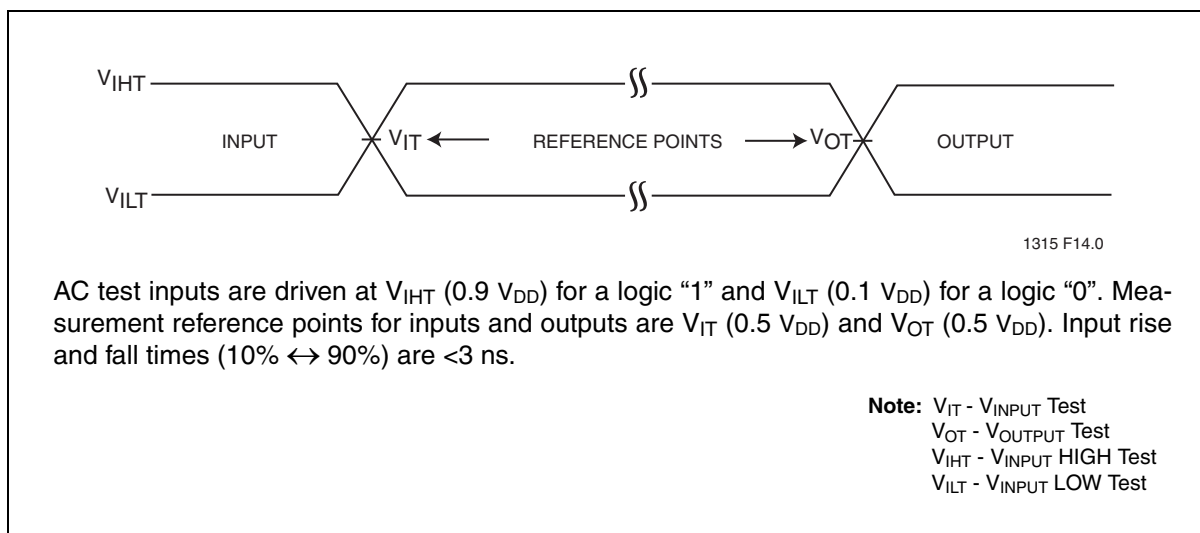 VIHT
INPUT VIT REFERENCE POINTS VOT OUTPUT
VILT
1315 F14.0
AC test inputs are driven at VIHT (0.9 VDD) for a logic “1” and VILT (0.1 VDD) for a logic “0”. Mea-
surement reference points for inputs and outputs are VIT (0.5 VDD) and VOT (0.5 VDD). Input rise
and fall times (10% ↔ 90%) are <3 ns.
Note: VIT - VINPUT Test
VOT - VOUTPUT Test
VIHT - VINPUT HIGH Test
VILT - VINPUT LOW Test